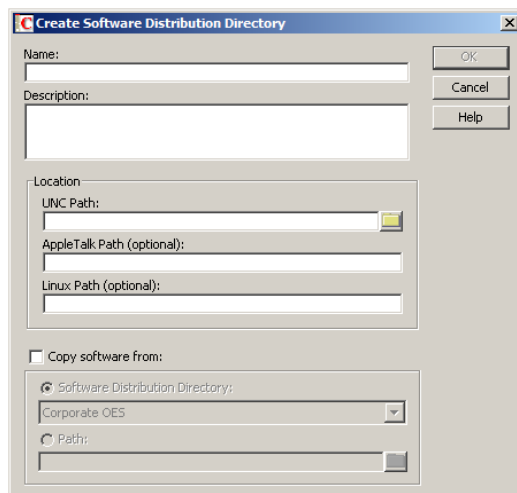 Create Software Distribution Directory
Name:
OK
Description:
Cancel
Help
Location
UNC Path:
AppleTalk Path (optional):
Linux Path (optional):
Copy software from:
Software Distribution Directory:
Corporate OES
Path: